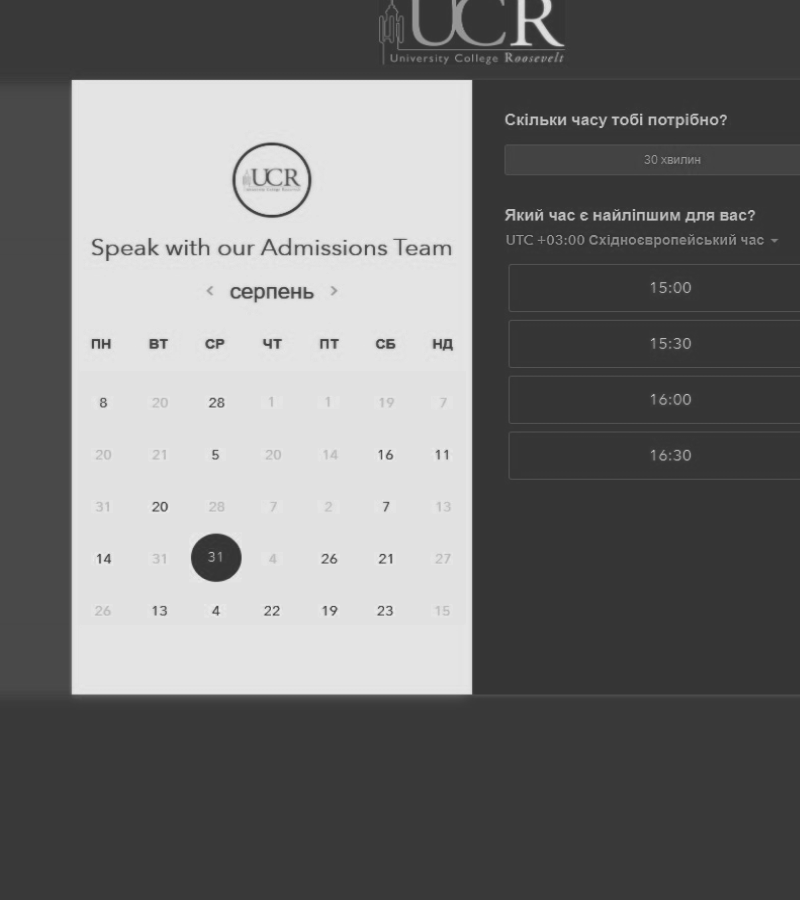 UCR
University College Roosevelt
UCR
Speak with our Admissions Team
серпень
ПН ВТ СР ЧТ ПТ СБ НД
8 20 28 1 1 19 7
20 21 5 20 14 16 11
31 20 28 7 2 7 13
14 31 31 4 26 21 27
26 13 4 22 19 23 15
Скільки часу тобі потрібно?
30 хвилин
Який час є найліпшим для вас?
UTC +03:00 Східноєвропейський час
15:00
15:30
16:00
16:30